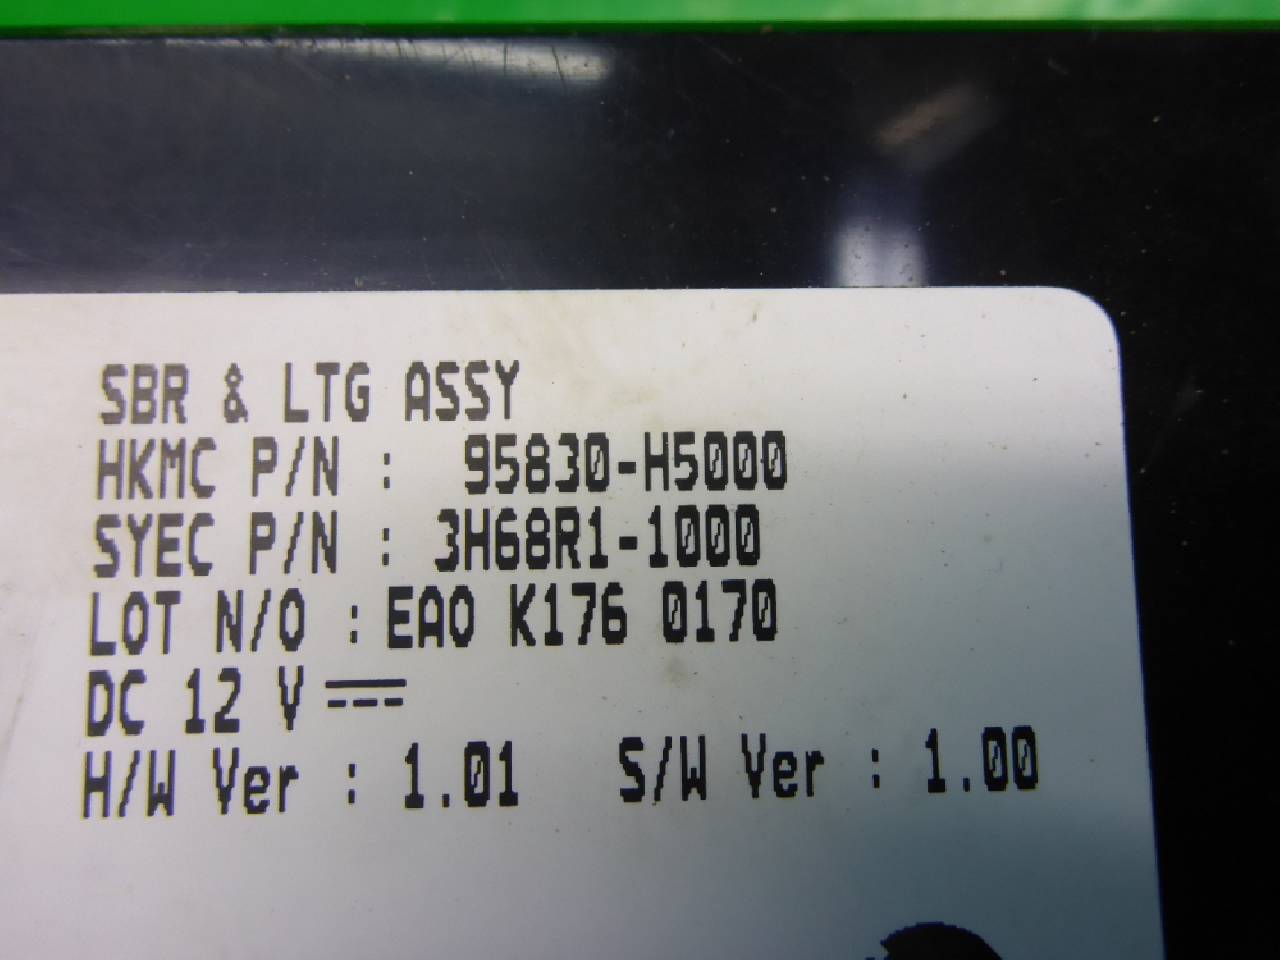 SBR & LTG ASSY
HKMC P/N : 95830-H5000
SYEC P/N : 3H68R1-1000
LOT N/O : EAO K176 0170
DC 12 V ⎓
H/W Ver : 1.01 S/W Ver : 1.00